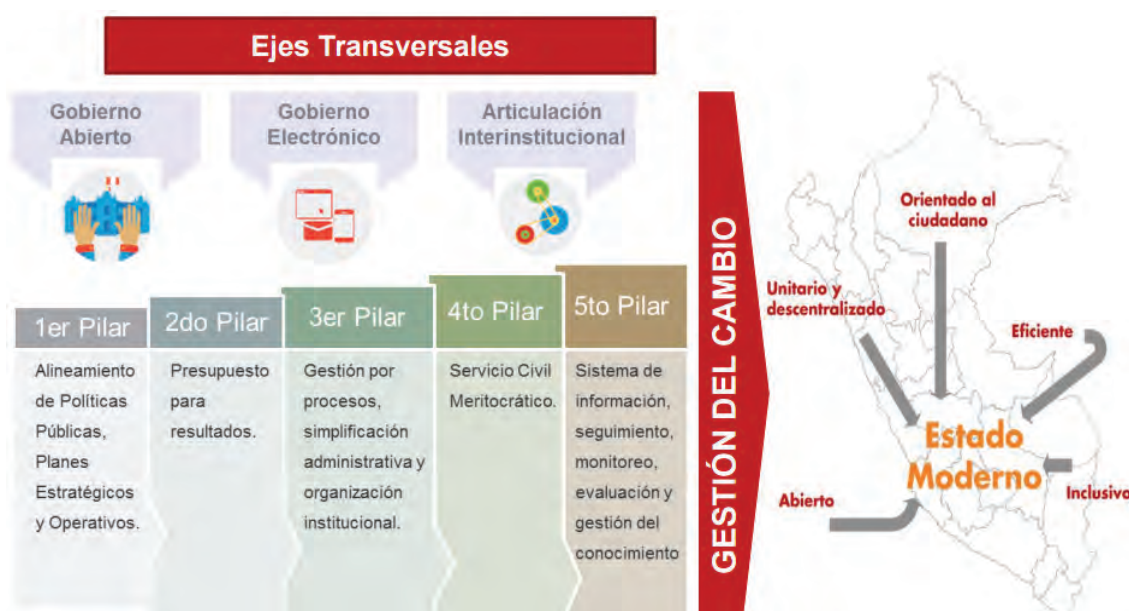 Ejes Transversales
Gobierno
Abierto
Gobierno
Electrónico
Articulación
Interinstitucional
1er Pilar
Alineamiento
de Políticas
Públicas,
Planes
Estratégicos
y Operativos.
2do Pilar
Presupuesto
para
resultados.
3er Pilar
Gestión por
procesos,
simplificación
administrativa y
organización
institucional.
4to Pilar
Servicio Civil
Meritocrático.
5to Pilar
Sistema de
información,
seguimiento,
monitoreo,
evaluación y
gestión del
conocimiento
GESTIÓN DEL CAMBIO
Orientado al
ciudadano
Unitario y
descentralizado
Eficiente
Estado
Moderno
Abierto
Inclusivo